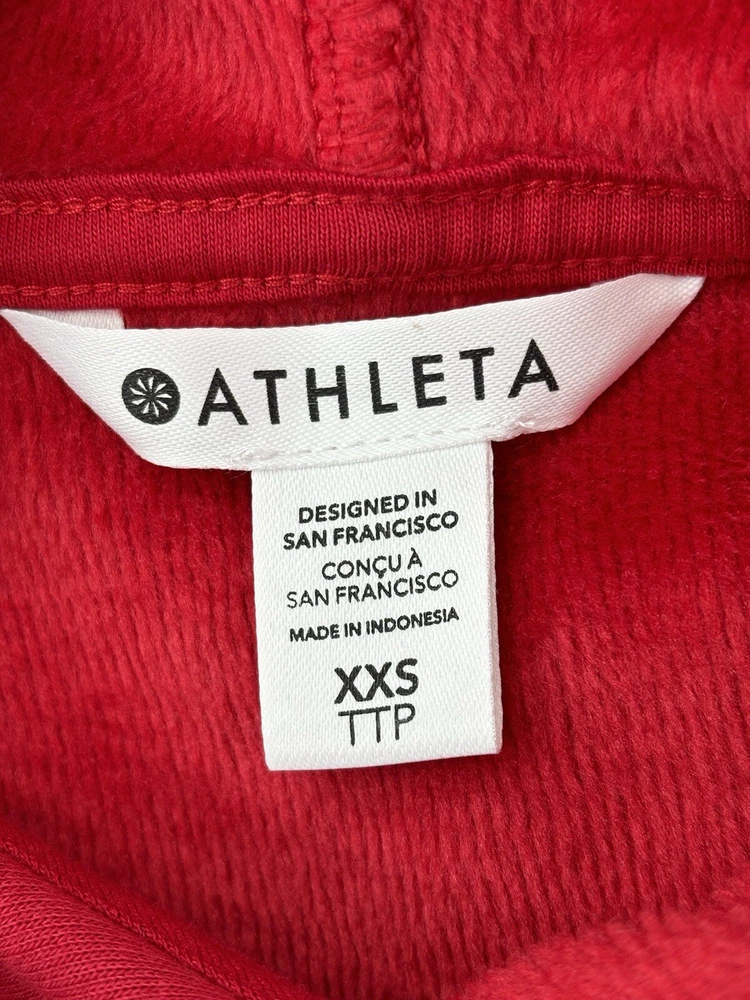 ATHLETA
DESIGNED IN
SAN FRANCISCO
CONÇU À
SAN FRANCISCO
MADE IN INDONESIA
XXS
TTP